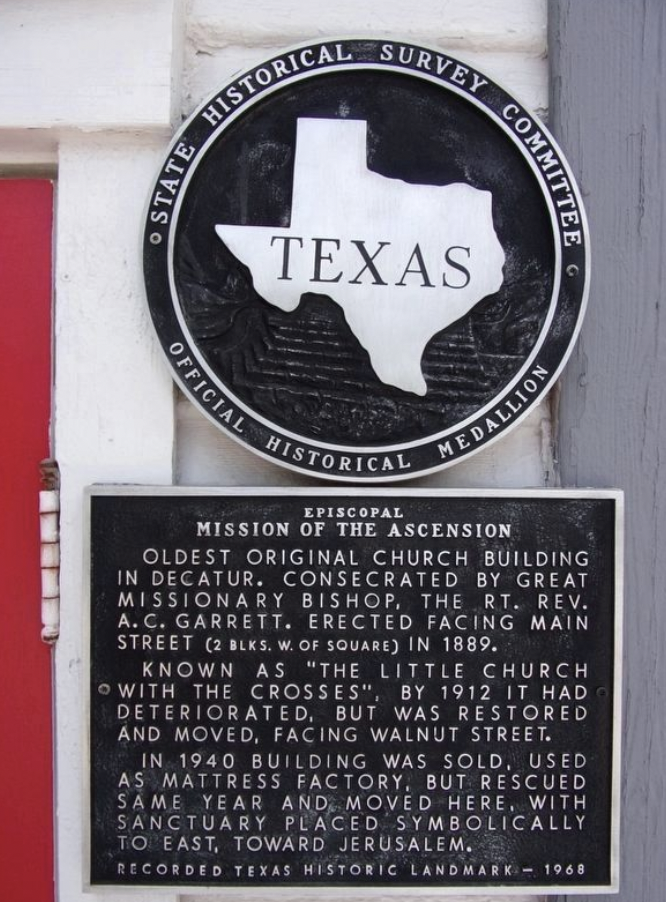 STATE HISTORICAL SURVEY COMMITTEE
TEXAS
OFFICIAL HISTORICAL MEDALLION
EPISCOPAL
MISSION OF THE ASCENSION
OLDEST ORIGINAL CHURCH BUILDING
IN DECATUR. CONSECRATED BY GREAT
MISSIONARY BISHOP, THE RT. REV.
A.C. GARRETT. ERECTED FACING MAIN
STREET (2 BLKS. W. OF SQUARE) IN 1889.
KNOWN AS "THE LITTLE CHURCH
WITH THE CROSSES", BY 1912 IT HAD
DETERIORATED, BUT WAS RESTORED
AND MOVED, FACING WALNUT STREET.
IN 1940 BUILDING WAS SOLD, USED
AS MATTRESS FACTORY, BUT RESCUED
SAME YEAR AND MOVED HERE, WITH
SANCTUARY PLACED SYMBOLICALLY
TO EAST, TOWARD JERUSALEM.
RECORDED TEXAS HISTORIC LANDMARK – 1968